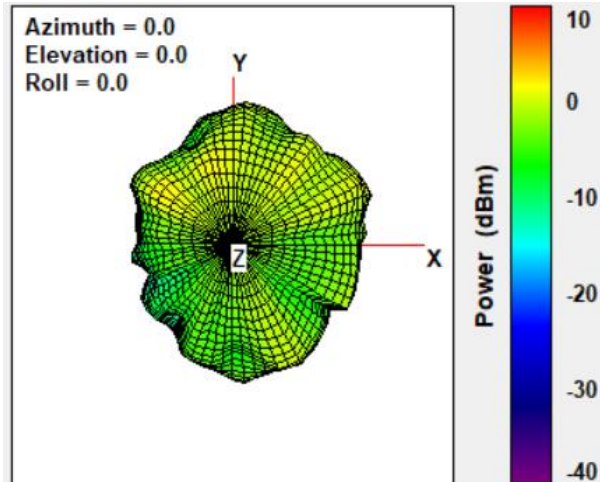 Azimuth = 0.0
Elevation = 0.0
Roll = 0.0
Y
Z
X
Power (dBm)
10
0
-10
-20
-30
-40